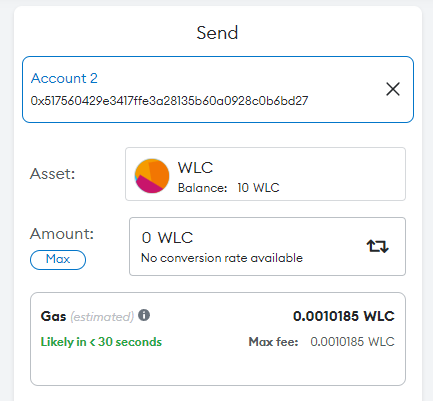 Send
Account 2
0x517560429e3417ffe3a28135b60a0928c0b6bd27
Asset:
WLC
Balance: 10 WLC
Amount:
Max
0 WLC
No conversion rate available
Gas (estimated) 0.0010185 WLC
Likely in < 30 seconds Max fee: 0.0010185 WLC